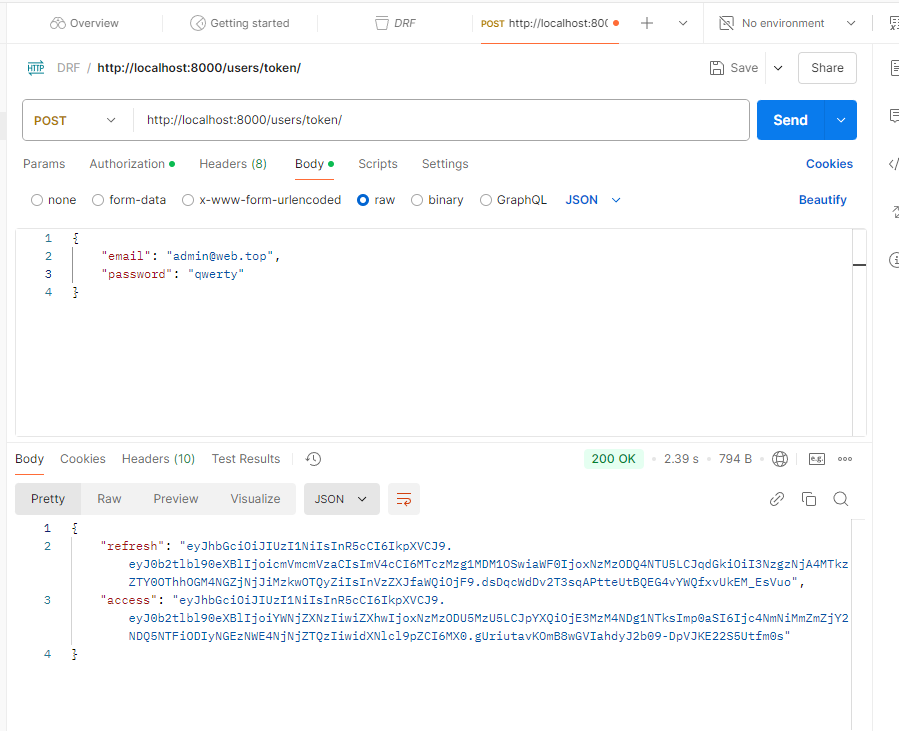 Overview
Getting started
DRF
POST http://localhost:800
No environment
HTTP DRF / http://localhost:8000/users/token/
Save
Share
POST
http://localhost:8000/users/token/
Send
Params
Authorization
Headers (8)
Body
Scripts
Settings
Cookies
none
form-data
x-www-form-urlencoded
raw
binary
GraphQL
JSON
Beautify
1 {
2 "email": "admin@web.top",
3 "password": "qwerty"
4 }
Body
Cookies
Headers (10)
Test Results
200 OK
2.39 s
794 B
e.g.
Pretty
Raw
Preview
Visualize
JSON
1 {
2 "refresh": "eyJhbGciOiJIUzI1NiIsInR5cCI6IkpXVCJ9.
eyJ0b2tlbl90eXBlIjoicmVmcmVzaCIsImV4cCI6MTczMzg1MDM1OSwiaWF0IjoxNzMzODQ4NTU5LCJqdGkiOiI3NzgzNjA4MTkz
ZTY0OThhOGM4NGZjNjJiMzkwOTQyZiIsInVzZXJfaWQiOjF9.dsDqcWdDv2T3sqAPtteUtBQEG4vYWQfxvUkEM_EsVuo",
3 "access": "eyJhbGciOiJIUzI1NiIsInR5cCI6IkpXVCJ9.
eyJ0b2tlbl90eXBlIjoiYWNjZXNzIiwiZXhwIjoxNzMzODU5MzU5LCJpYXQiOjE3MzM4NDg1NTksImp0aSI6Ijc4NmNiMmZmZjY2
NDQ5NTFiODIyNGEzNWE4NjNjZTQzIiwidXNlcl9pZCI6MX0.gUriutavKOmB8wGVIahdyJ2b09-DpVJKE22S5Utfm0s"
4 }